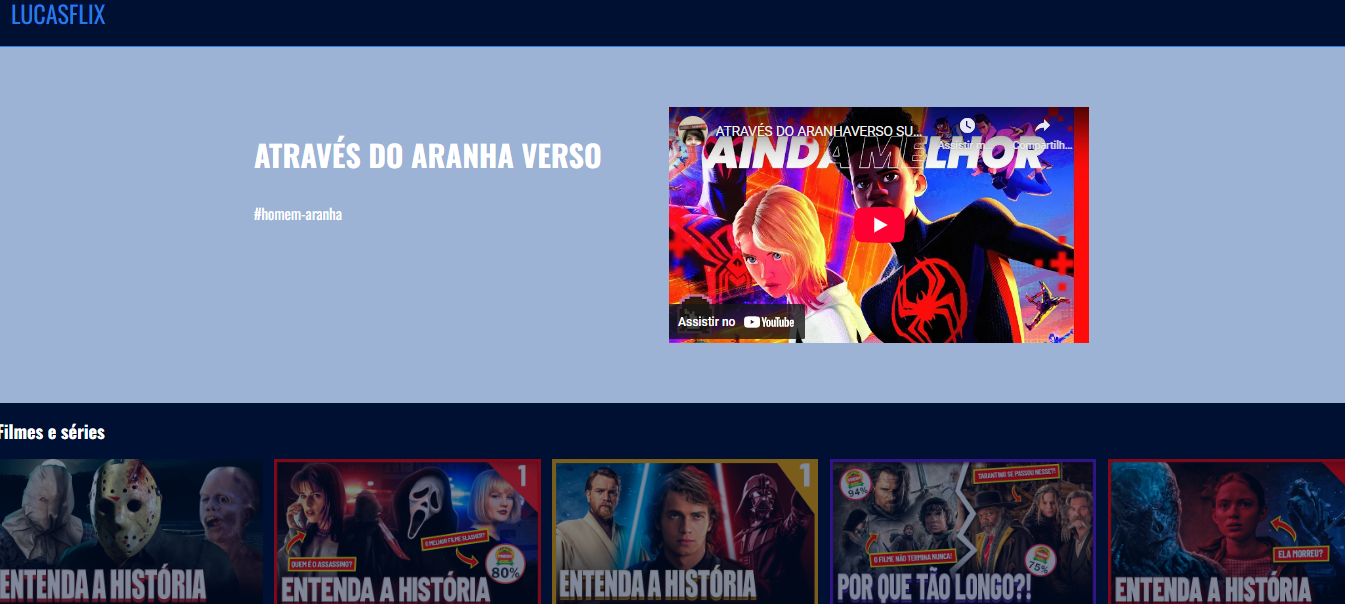 LUCASFLIX
ATRAVÉS DO ARANHA VERSO
#homem-aranha
ATRAVÉS DO ARANHAVERSO SU...
Assistir m...
Compartilh...
AINDA MELHOR
Assistir no YouTube
Filmes e séries
ENTENDA A HISTÓRIA
1
QUEM É O ASSASSINO?
O MELHOR FILME SLASHER?
80%
ENTENDA A HISTÓRIA
1
ENTENDA A HISTÓRIA
94%
TARANTINO SE PASSOU NESSE?!
O FILME NÃO TERMINA NUNCA!
75%
POR QUE TÃO LONGO?!
ELA MORREU?
ENTENDA A HISTÓRIA